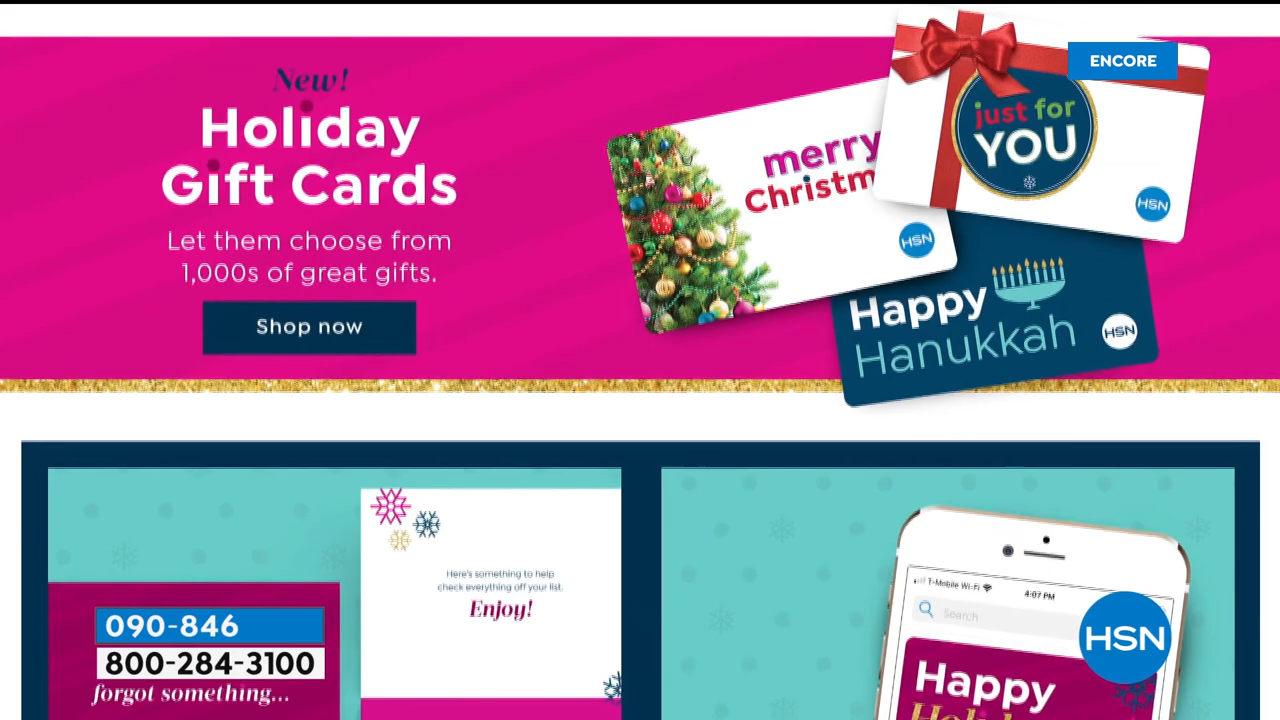 New!
Holiday
Gift Cards
Let them choose from
1,000s of great gifts.
Shop now
merry
Christm
HSN
ENCORE
just for
YOU
HSN
Happy
Hanukkah
HSN
Here's something to help
check everything off your list.
Enjoy!
090-846
800-284-3100
forgot something...
T-Mobile Wi-Fi
4:07 PM
Search
HSN
Happy